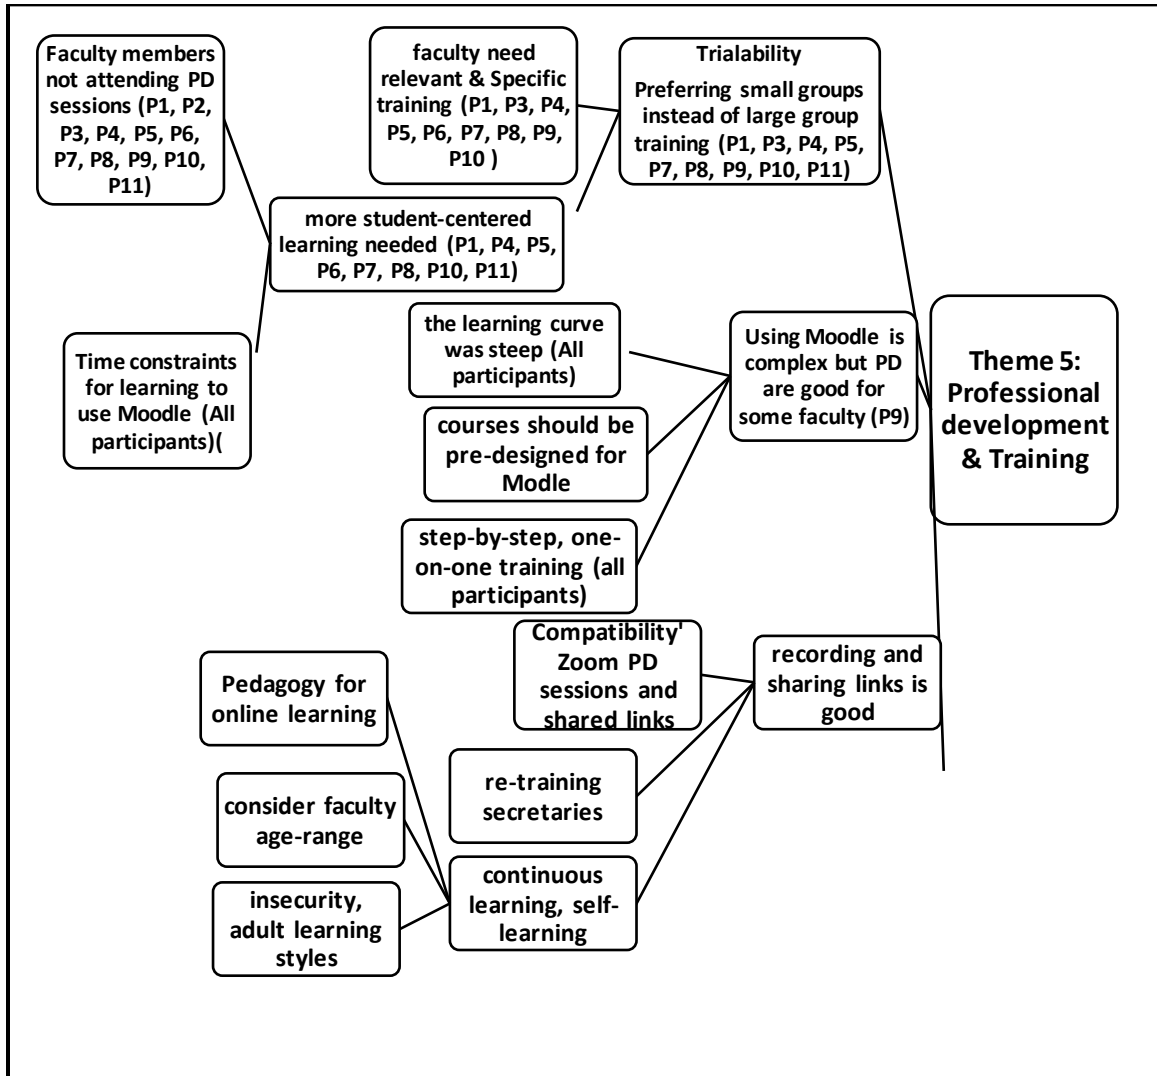 Faculty members
not attending PD
sessions (P1, P2,
P3, P4, P5, P6,
P7, P8, P9, P10,
P11)
faculty need
relevant & Specific
training (P1, P3, P4,
P5, P6, P7, P8, P9,
P10 )
Trialability
Preferring small groups
instead of large group
training (P1, P3, P4, P5,
P7, P8, P9, P10, P11)
more student-centered
learning needed (P1, P4, P5,
P6, P7, P8, P10, P11)
Time constraints
for learning to
use Moodle (All
participants)(
the learning curve
was steep (All
participants)
Using Moodle is
complex but PD
are good for
some faculty (P9)
Theme 5:
Professional
development
& Training
courses should be
pre-designed for
Modle
step-by-step, one-
on-one training (all
participants)
Compatibility'
Zoom PD
sessions and
shared links
recording and
sharing links is
good
Pedagogy for
online learning
re-training
secretaries
consider faculty
age-range
continuous
learning, self-
learning
insecurity,
adult learning
styles